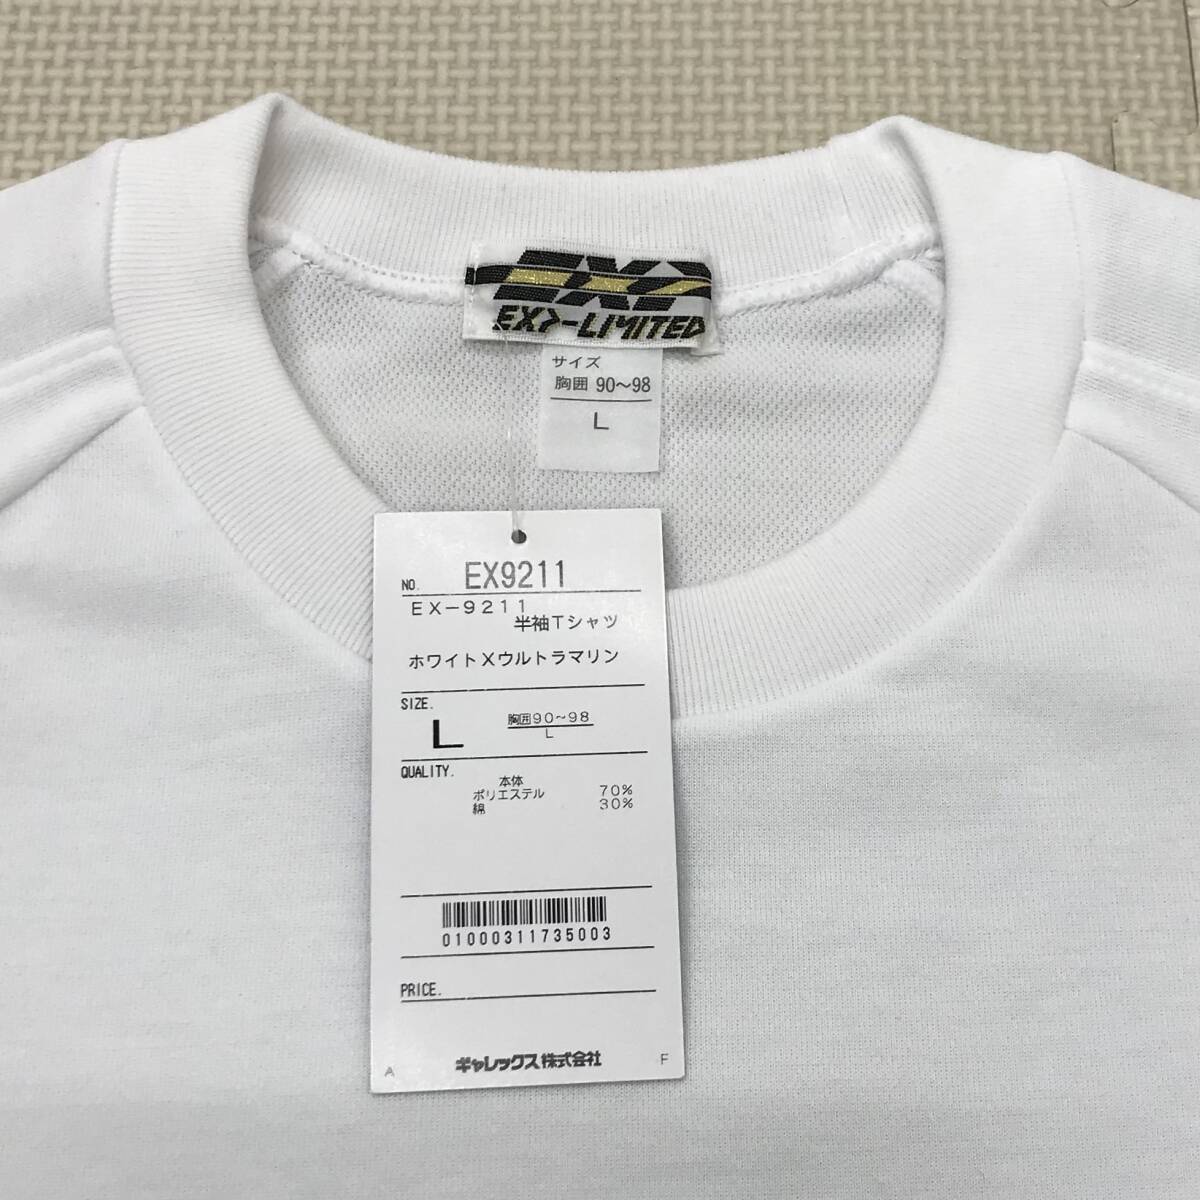 EX>
EX>-LIMITED
サイズ
胸囲 90〜98
L
NO. EX9211
EX-9211
半袖Tシャツ
ホワイトXウルトラマリン
SIZE.
L 胸囲90〜98
L
QUALITY.
本体
ポリエステル 70%
綿 30%
01000311735003
PRICE.
ギャレックス株式会社
A F